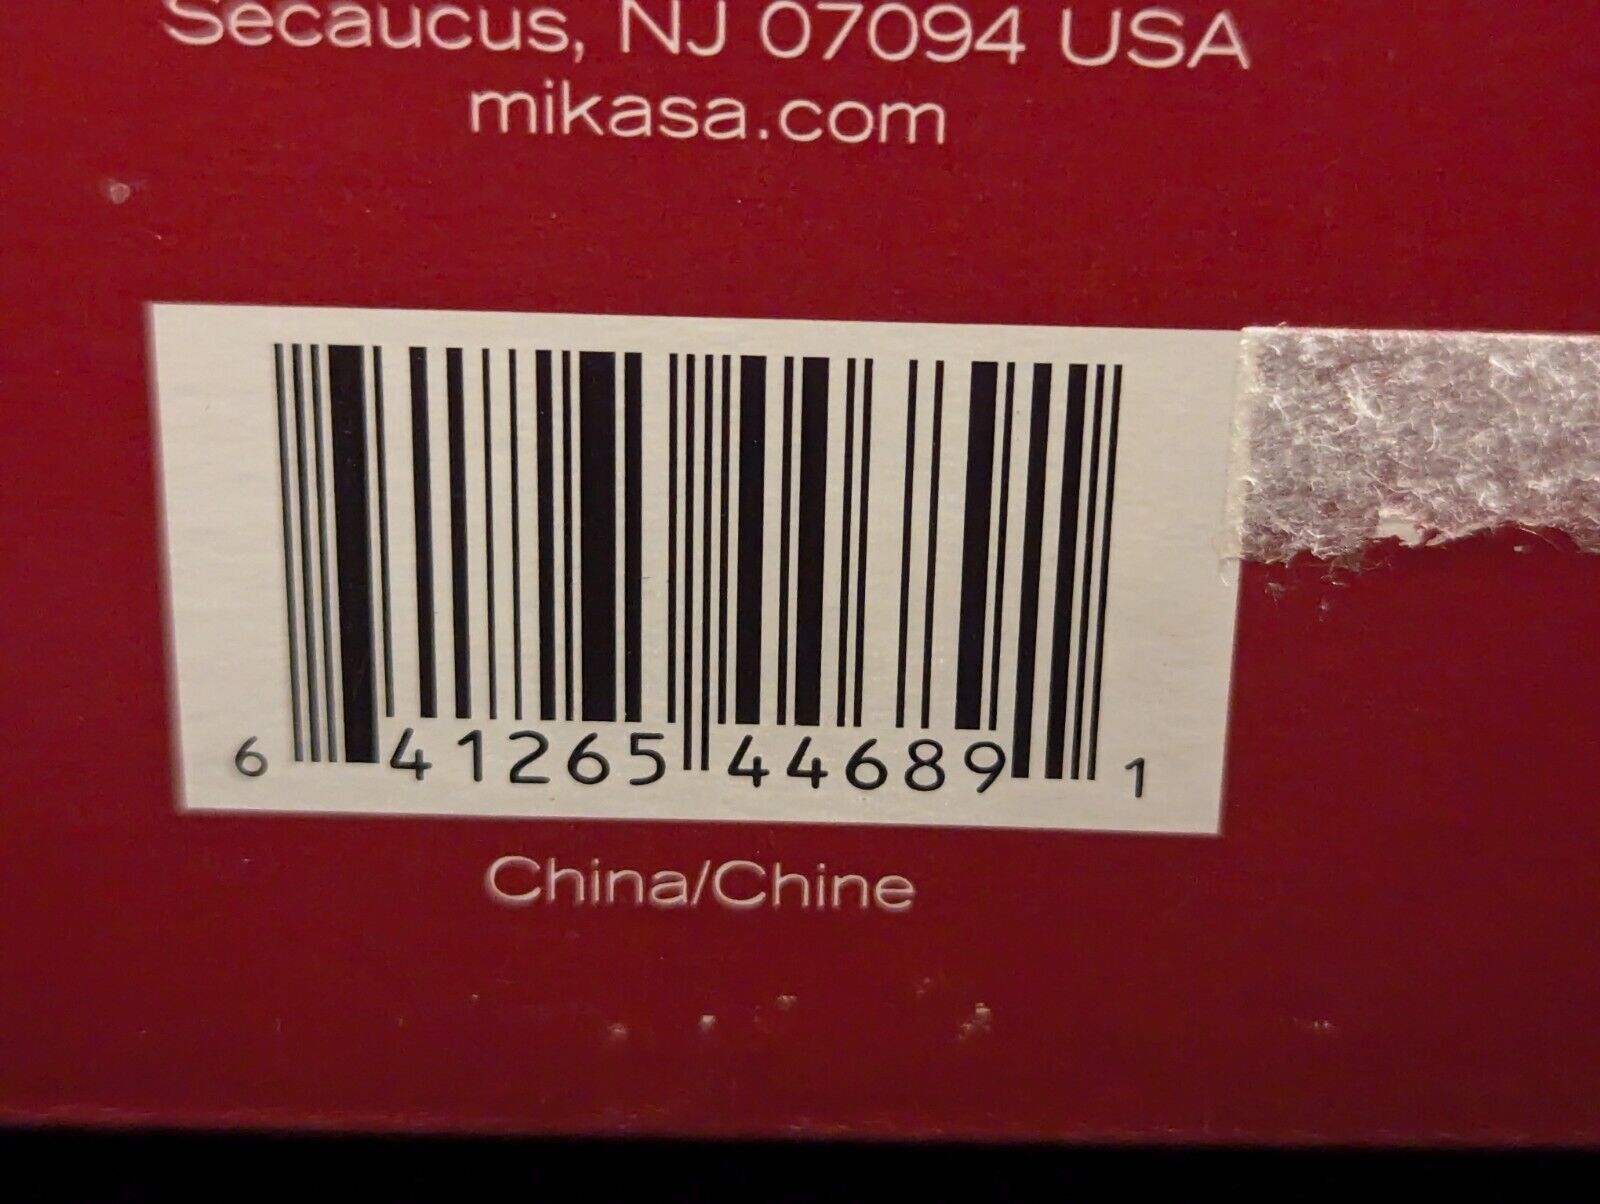 Secaucus, NJ 07094 USA
mikasa.com
6 41265 44689 1
China/Chine